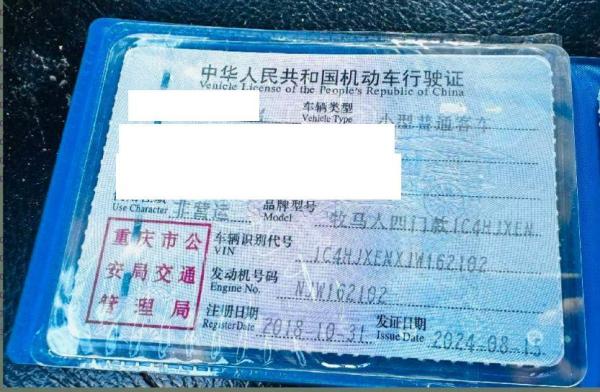 中华人民共和国机动车行驶证
Vehicle License of the People's Republic of China
车辆类型
Vehicle Type
小型普通客车
Use Character
非营运
品牌型号
Model
牧马人四门款1C4HJXEN
重庆市公
安局交通
管理局
车辆识别代号
VIN
1C4HJXENXJW162102
发动机号码
Engine No.
NJW162102
注册日期
Register Date
2018-10-31
发证日期
Issue Date
2024-08-13